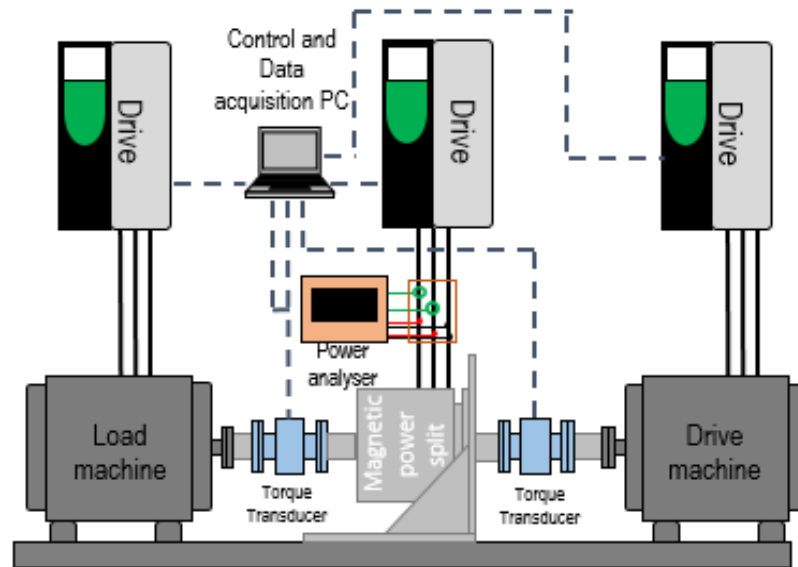 Control and
Data
acquisition PC
Drive
Drive
Drive
Power
analyser
Load
machine
Magnetic
power
split
Drive
machine
Torque
Transducer
Torque
Transducer